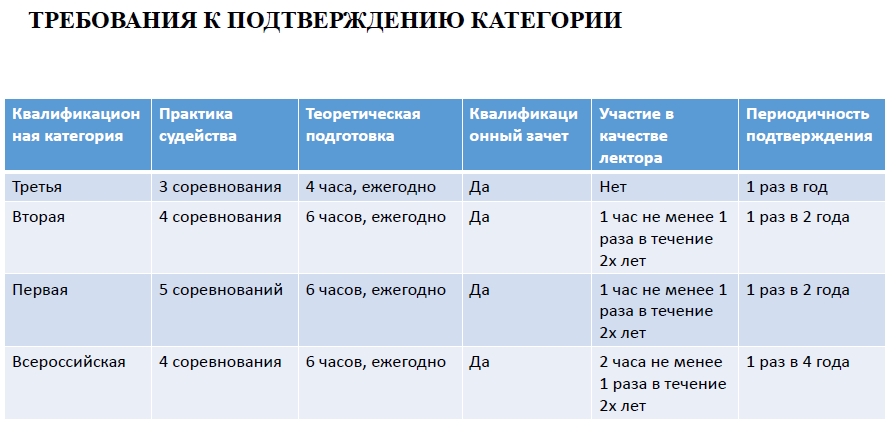 ТРЕБОВАНИЯ К ПОДТВЕРЖДЕНИЮ КАТЕГОРИИ
Квалификацион
ная категория
Практика
судейства
Теоретическая
подготовка
Квалификаци
онный зачет
Участие в
качестве
лектора
Периодичность
подтверждения
Третья
3 соревнования
4 часа, ежегодно
Да
Нет
1 раз в год
Вторая
4 соревнования
6 часов, ежегодно
Да
1 час не менее 1
раза в течение
2х лет
1 раз в 2 года
Первая
5 соревнований
6 часов, ежегодно
Да
1 час не менее 1
раза в течение
2х лет
1 раз в 2 года
Всероссийская
4 соревнования
6 часов, ежегодно
Да
2 часа не менее
1 раза в течение
2х лет
1 раз в 4 года